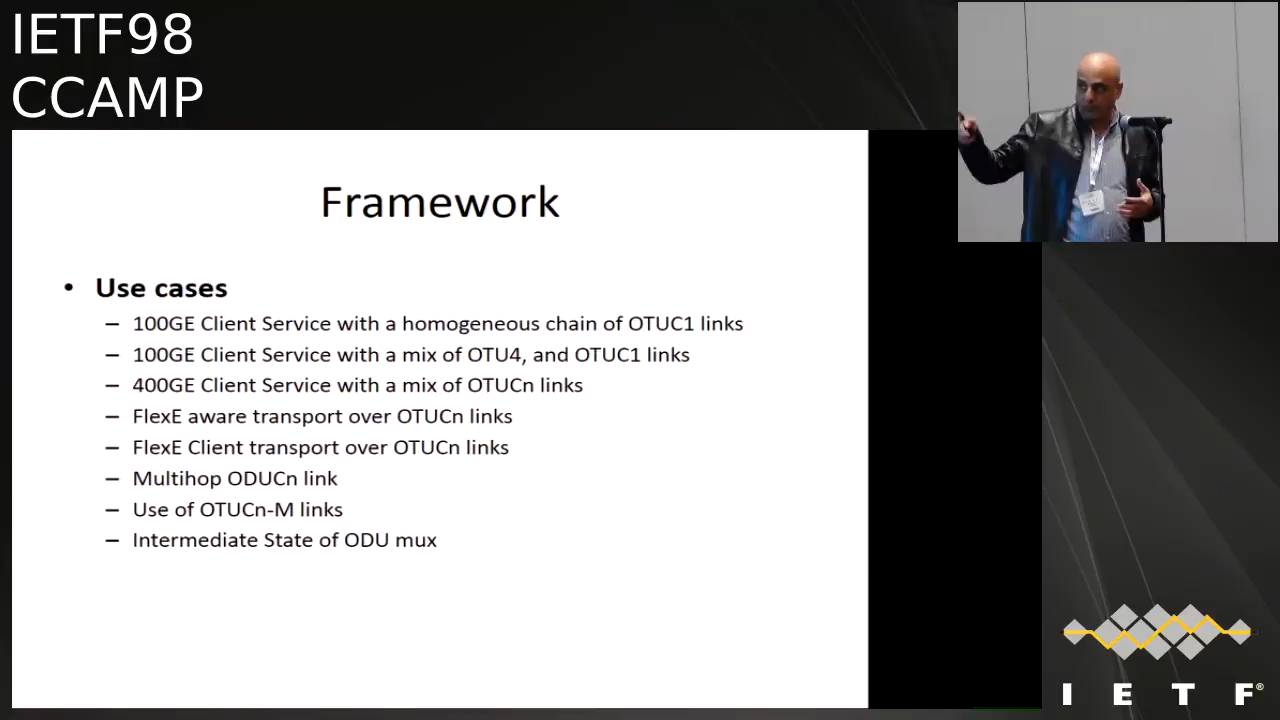 IETF98
CCAMP
Framework
• Use cases
– 100GE Client Service with a homogeneous chain of OTUC1 links
– 100GE Client Service with a mix of OTU4, and OTUC1 links
– 400GE Client Service with a mix of OTUCn links
– FlexE aware transport over OTUCn links
– FlexE Client transport over OTUCn links
– Multihop ODUCn link
– Use of OTUCn-M links
– Intermediate State of ODU mux
I E T F®